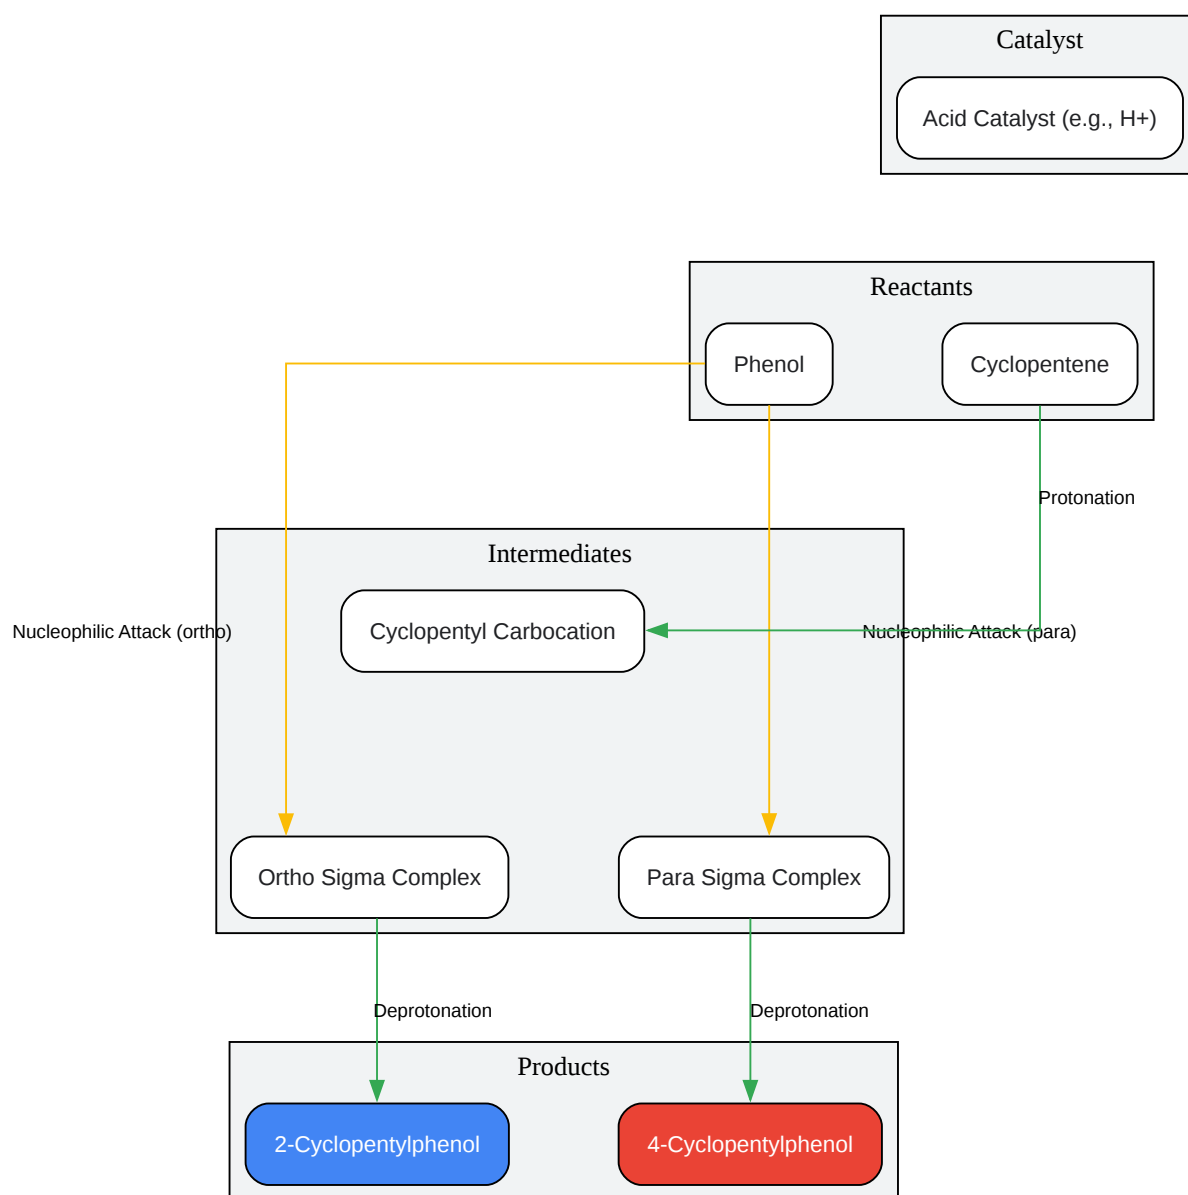 Catalyst
Acid Catalyst (e.g., H+)
Reactants
Phenol
Cyclopentene
Protonation
Intermediates
Cyclopentyl Carbocation
Nucleophilic Attack (ortho)
Nucleophilic Attack (para)
Ortho Sigma Complex
Para Sigma Complex
Deprotonation
Deprotonation
Products
2-Cyclopentylphenol
4-Cyclopentylphenol